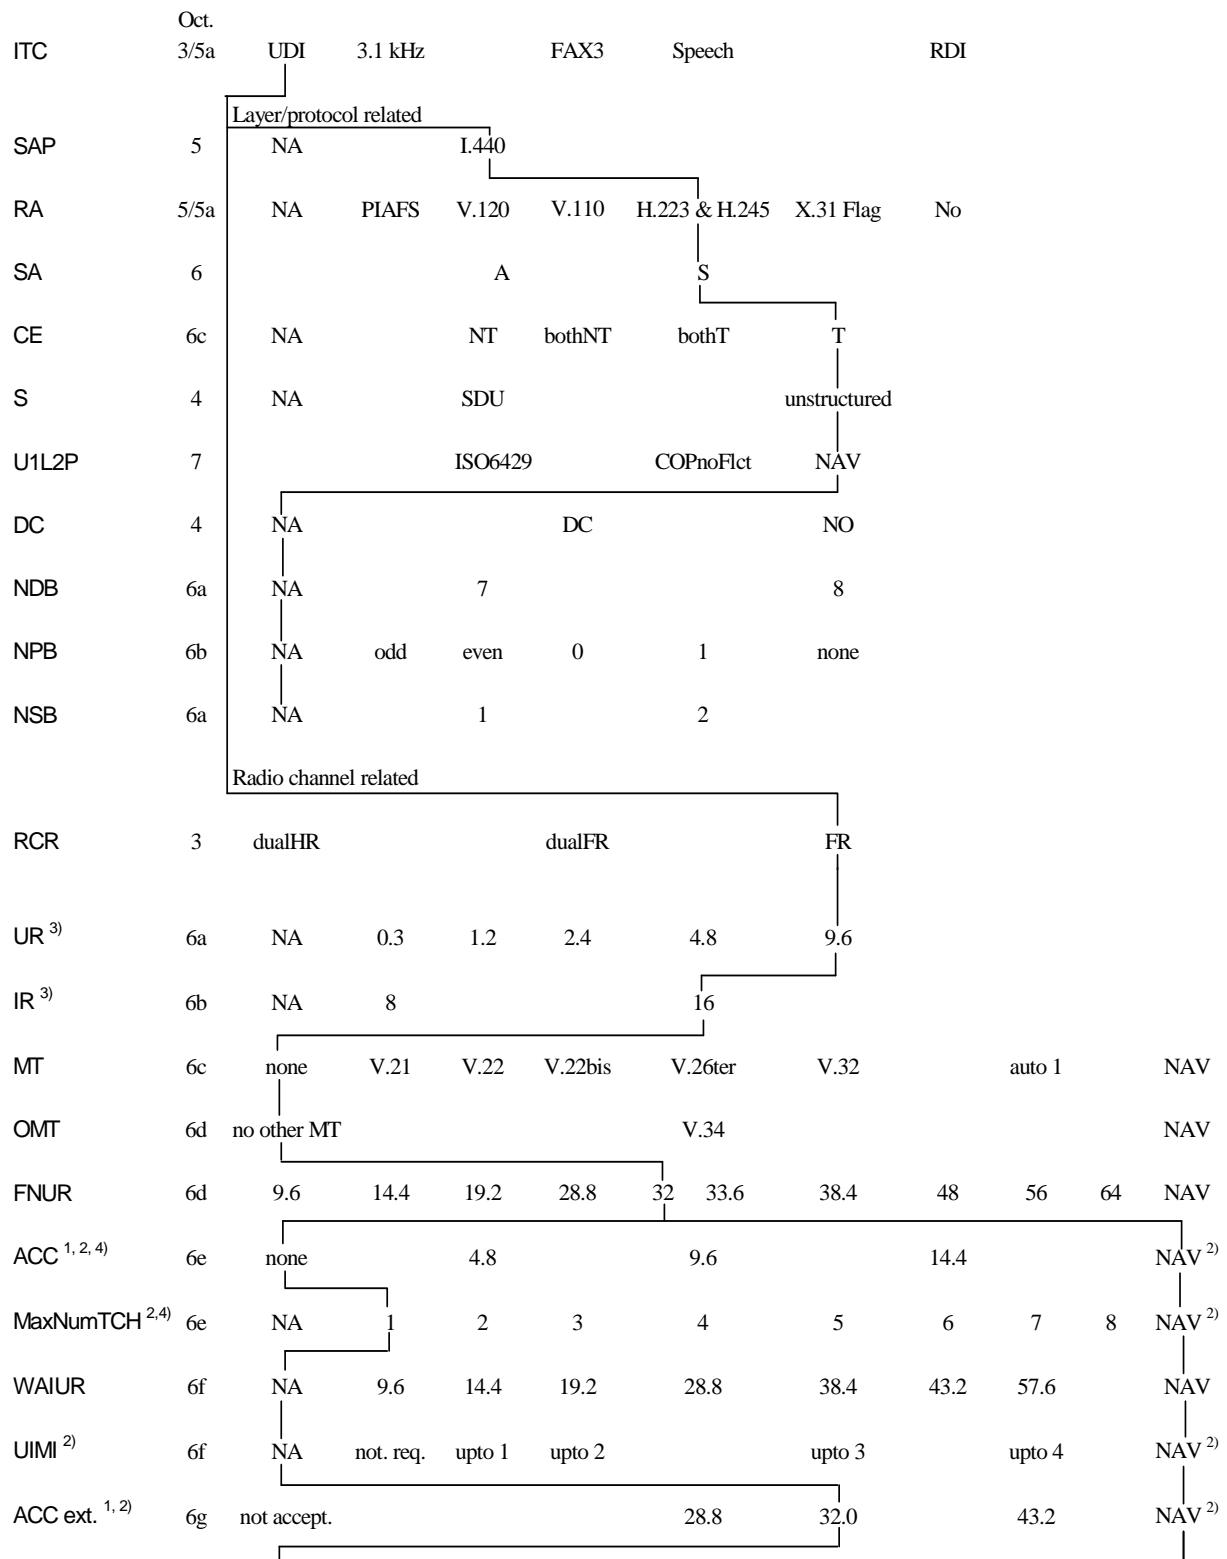 Oct.
ITC 3/5a UDI 3.1 kHz FAX3 Speech RDI
Layer/protocol related
SAP 5 NA I.440
RA 5/5a NA PIAFS V.120 V.110 H.223 & H.245 X.31 Flag No
SA 6 A S
CE 6c NA NT bothNT bothT T
S 4 NA SDU unstructured
U1L2P 7 ISO6429 COPnoFlct NAV
DC 4 NA DC NO
NDB 6a NA 7 8
NPB 6b NA odd even 0 1 none
NSB 6a NA 1 2
Radio channel related
RCR 3 dualHR dualFR FR
UR 3) 6a NA 0.3 1.2 2.4 4.8 9.6
IR 3) 6b NA 8 16
MT 6c none V.21 V.22 V.22bis V.26ter V.32 auto 1 NAV
OMT 6d no other MT V.34 NAV
FNUR 6d 9.6 14.4 19.2 28.8 32 33.6 38.4 48 56 64 NAV
ACC 1, 2, 4) 6e none 4.8 9.6 14.4 NAV 2)
MaxNumTCH 2,4) 6e NA 1 2 3 4 5 6 7 8 NAV 2)
WAIUR 6f NA 9.6 14.4 19.2 28.8 38.4 43.2 57.6 NAV
UIMI 2) 6f NA not. req. upto 1 upto 2 upto 3 upto 4 NAV 2)
ACC ext. 1, 2) 6g not accept. 28.8 32.0 43.2 NAV 2)